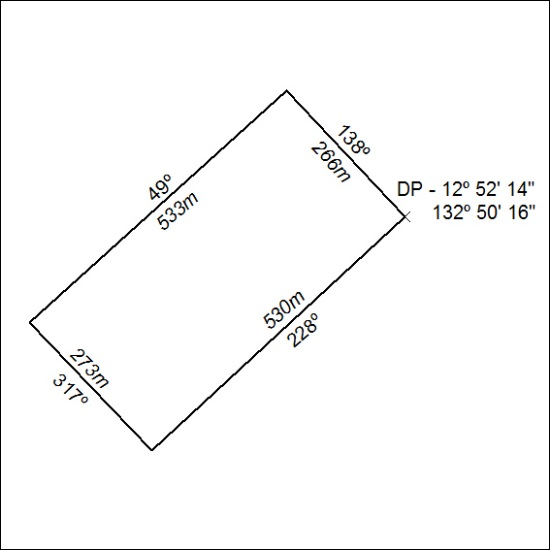 138º
266m
49º
533m
DP - 12º 52' 14"
132º 50' 16"
530m
228º
273m
317º